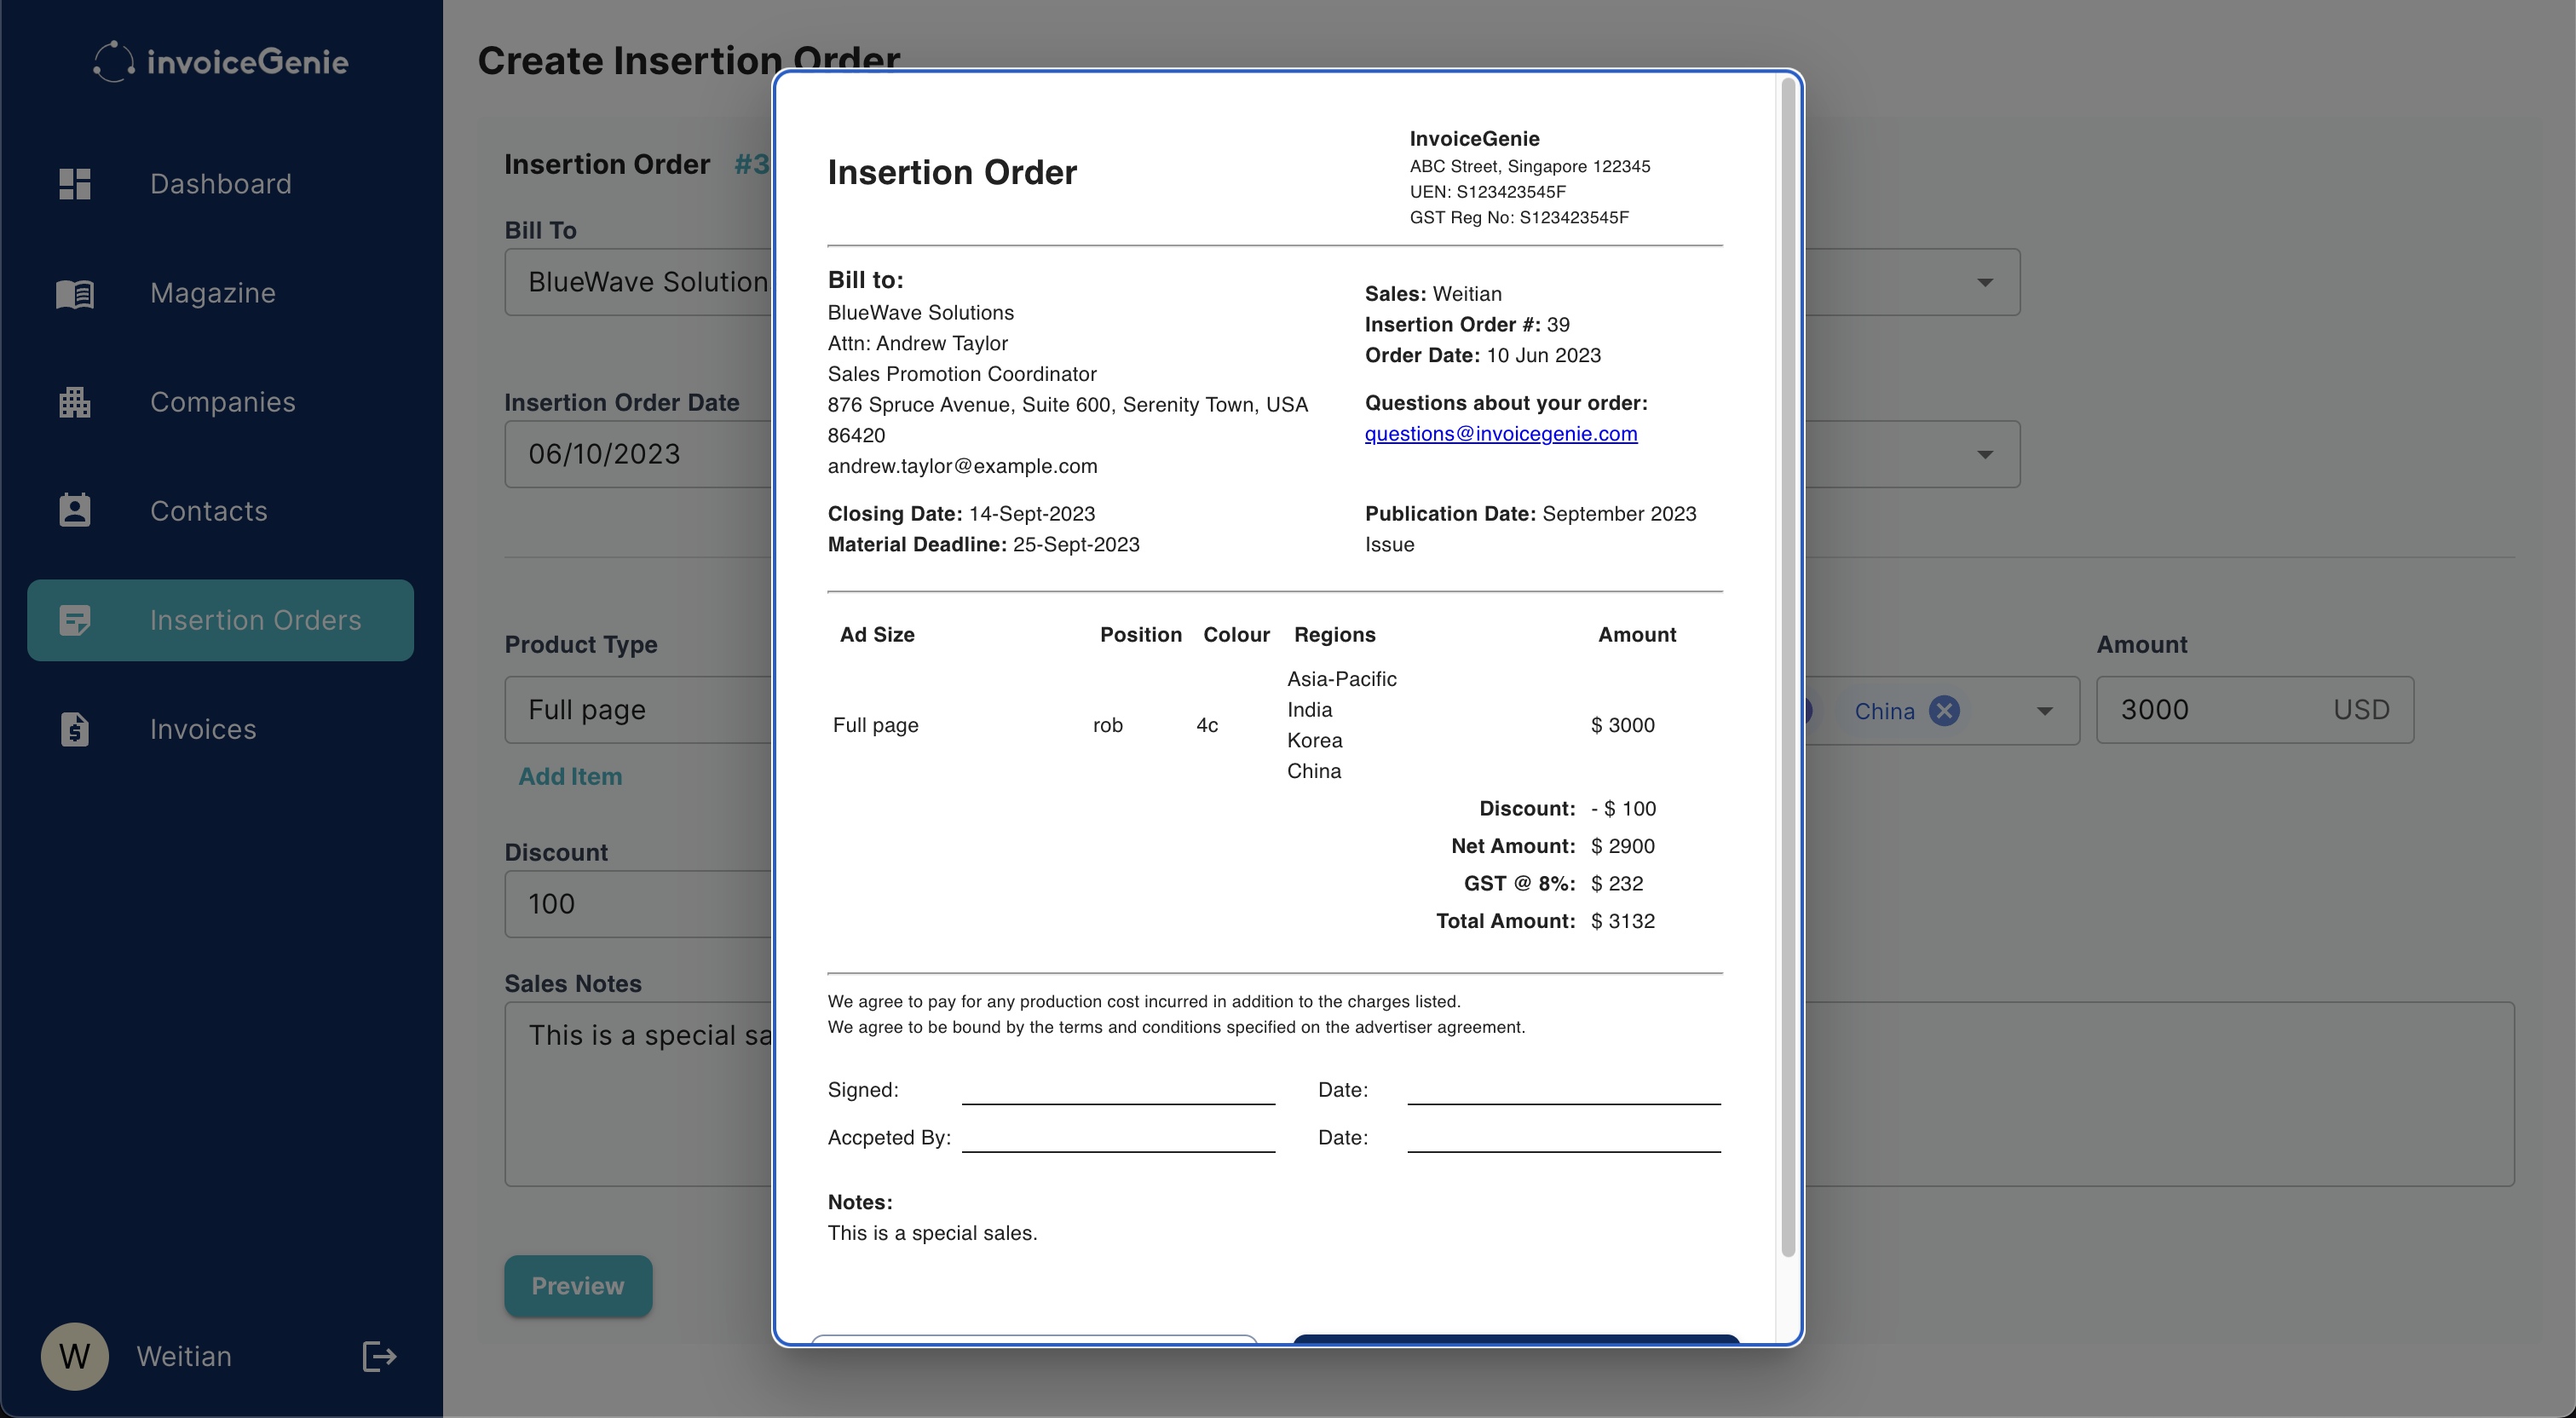 invoiceGenie
Dashboard
Magazine
Companies
Contacts
Insertion Orders
Invoices
W
Weitian
Create Insertion Order
Insertion Order #3
Bill To
BlueWave Solution
Insertion Order Date
06/10/2023
Product Type
Full page
Add Item
Discount
100
Sales Notes
This is a special sa
Preview
China
Amount
3000 USD
Insertion Order
InvoiceGenie
ABC Street, Singapore 122345
UEN: S123423545F
GST Reg No: S123423545F
Bill to:
BlueWave Solutions
Attn: Andrew Taylor
Sales Promotion Coordinator
876 Spruce Avenue, Suite 600, Serenity Town, USA
86420
andrew.taylor@example.com
Sales: Weitian
Insertion Order #: 39
Order Date: 10 Jun 2023
Questions about your order:
questions@invoicegenie.com
Closing Date: 14-Sept-2023
Material Deadline: 25-Sept-2023
Publication Date: September 2023
Issue
Ad Size Position Colour Regions Amount
Full page rob 4c
Asia-Pacific
India
Korea
China
$ 3000
Discount: - $ 100
Net Amount: $ 2900
GST @ 8%: $ 232
Total Amount: $ 3132
We agree to pay for any production cost incurred in addition to the charges listed.
We agree to be bound by the terms and conditions specified on the advertiser agreement.
Signed: Date:
Accpeted By: Date:
Notes:
This is a special sales.